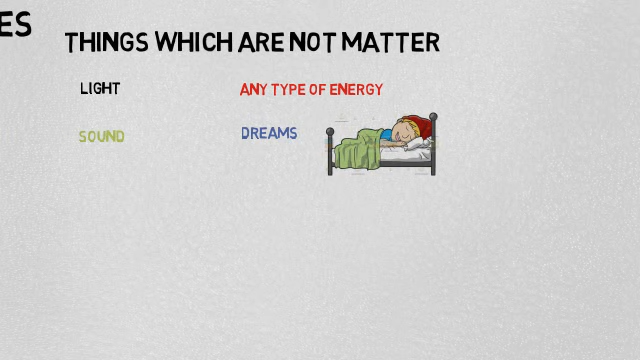 ES
THINGS WHICH ARE NOT MATTER
LIGHT
ANY TYPE OF ENERGY
SOUND
DREAMS